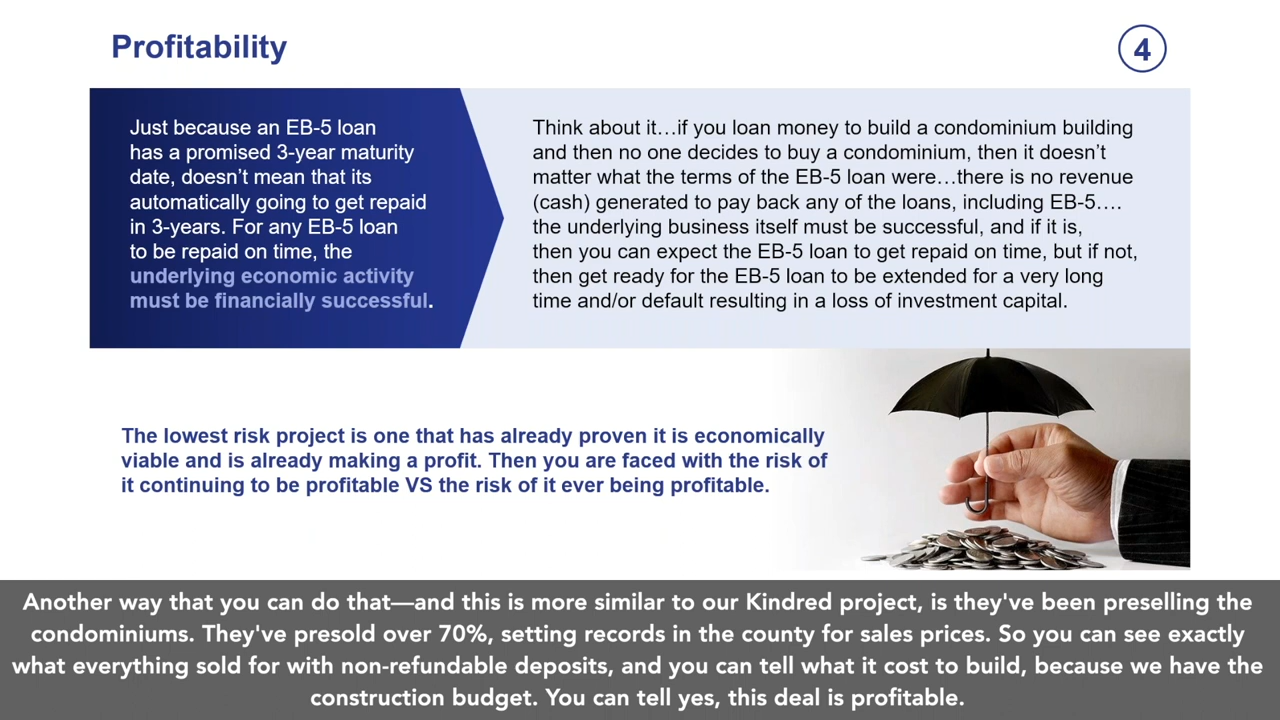 Profitability
4
Just because an EB-5 loan
has a promised 3-year maturity
date, doesn't mean that its
automatically going to get repaid
in 3-years. For any EB-5 loan
to be repaid on time, the
underlying economic activity
must be financially successful.
Think about it…if you loan money to build a condominium building
and then no one decides to buy a condominium, then it doesn't
matter what the terms of the EB-5 loan were…there is no revenue
(cash) generated to pay back any of the loans, including EB-5….
the underlying business itself must be successful, and if it is,
then you can expect the EB-5 loan to get repaid on time, but if not,
then get ready for the EB-5 loan to be extended for a very long
time and/or default resulting in a loss of investment capital.
The lowest risk project is one that has already proven it is economically
viable and is already making a profit. Then you are faced with the risk of
it continuing to be profitable VS the risk of it ever being profitable.
Another way that you can do that—and this is more similar to our Kindred project, is they've been preselling the
condominiums. They've presold over 70%, setting records in the county for sales prices. So you can see exactly
what everything sold for with non-refundable deposits, and you can tell what it cost to build, because we have the
construction budget. You can tell yes, this deal is profitable.